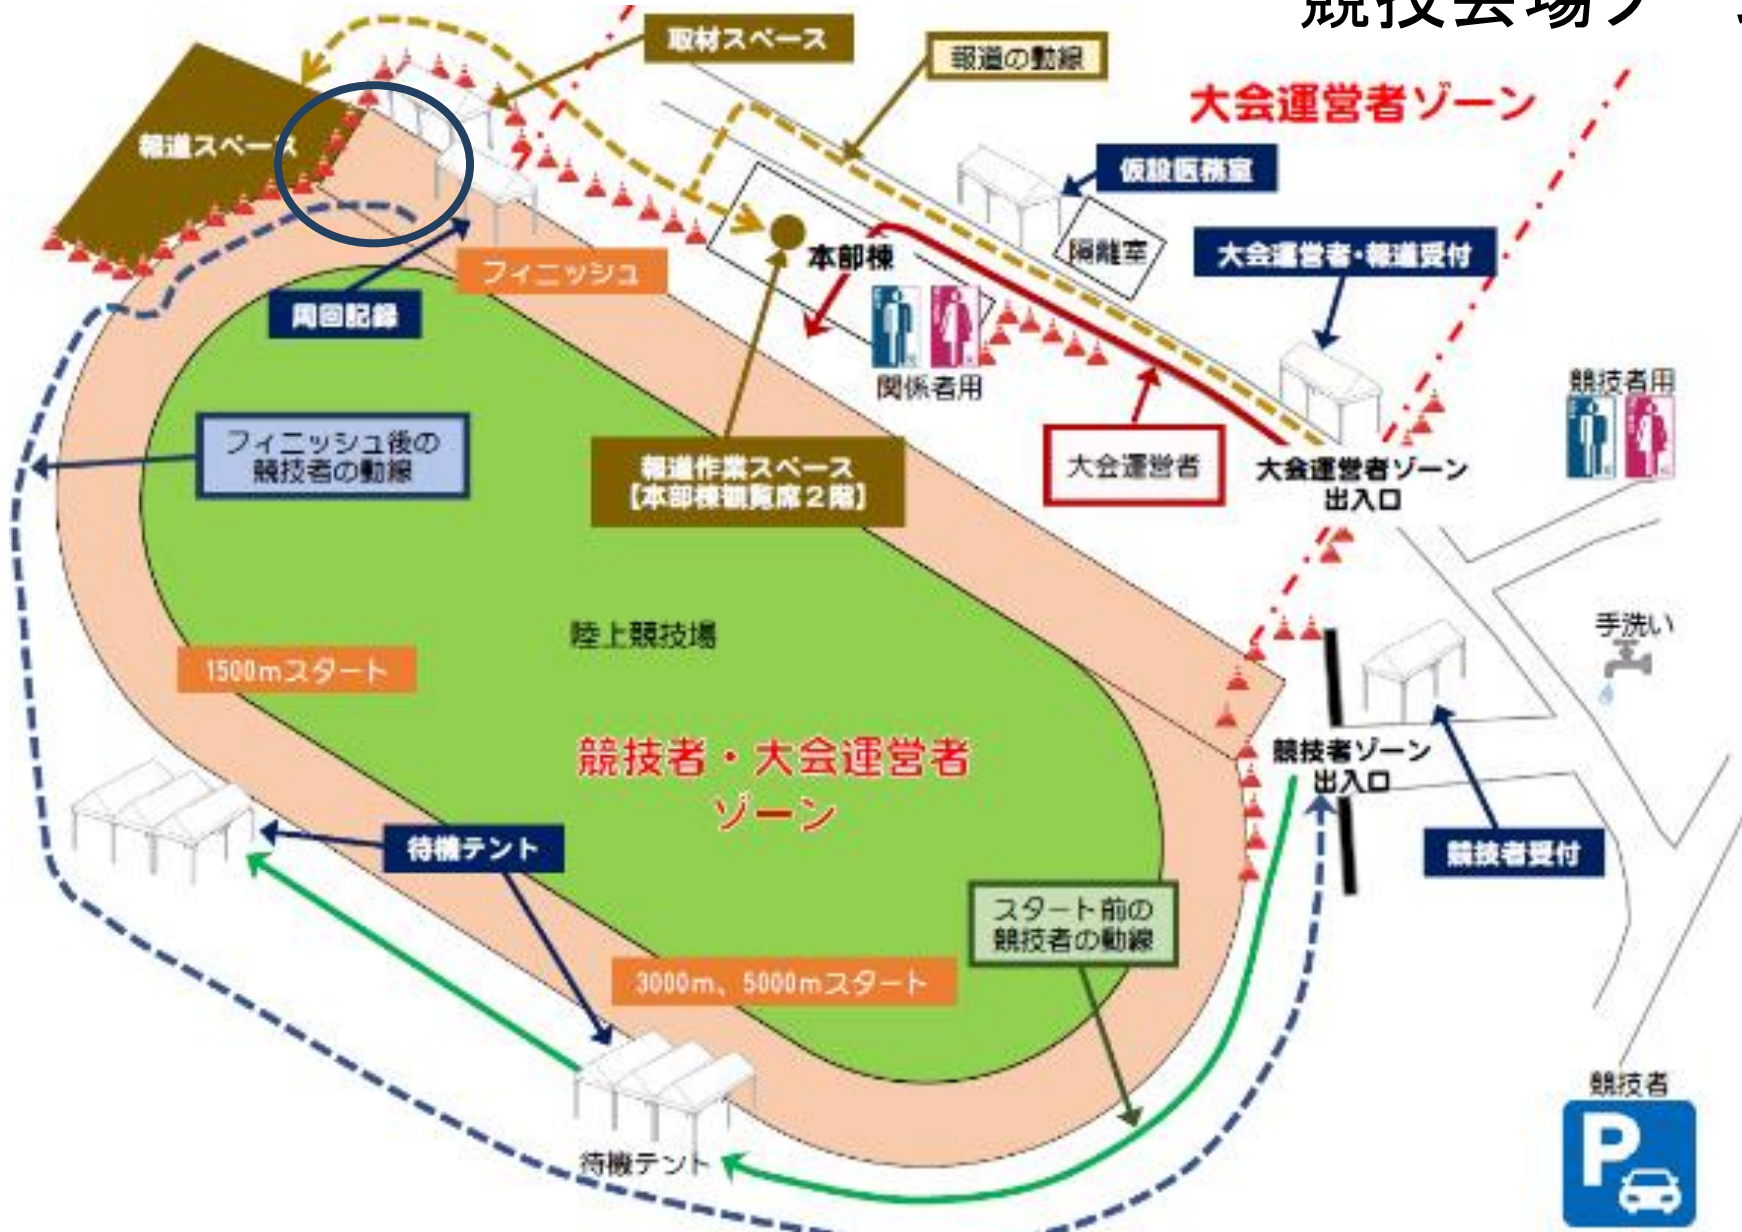 競技会場ゾーン
取材スペース
報道の動線
大会運営者ゾーン
報道スペース
仮設医務室
隔離室
大会運営者・報道受付
本部棟
フィニッシュ
周回記録
関係者用
競技者用
フィニッシュ後の
競技者の動線
報道作業スペース
【本部棟観覧席2階】
大会運営者
大会運営者ゾーン
出入口
陸上競技場
手洗い
1500mスタート
競技者・大会運営者
ゾーン
競技者ゾーン
出入口
待機テント
競技者受付
スタート前の
競技者の動線
3000m、5000mスタート
待機テント
競技者
P